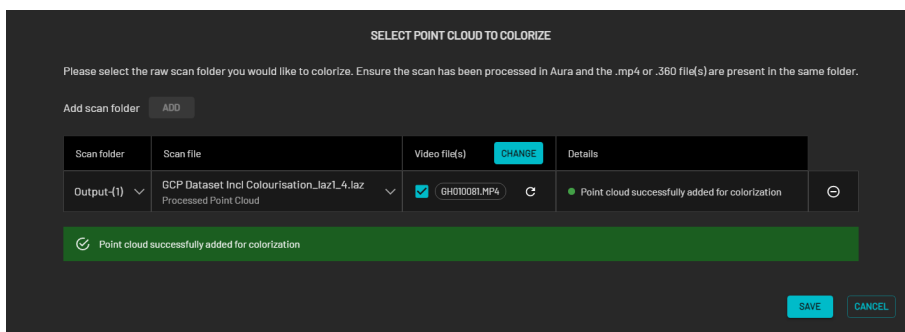 SELECT POINT CLOUD TO COLORIZE
Please select the raw scan folder you would like to colorize. Ensure the scan has been processed in Aura and the .mp4 or .360 file(s) are present in the same folder.
Add scan folder ADD
Scan folder Scan file Video file(s) CHANGE Details
Output-(1) GCP Dataset Incl Colourisation_laz1_4.laz GH010081.MP4 Point cloud successfully added for colorization
Processed Point Cloud
Point cloud successfully added for colorization
SAVE CANCEL